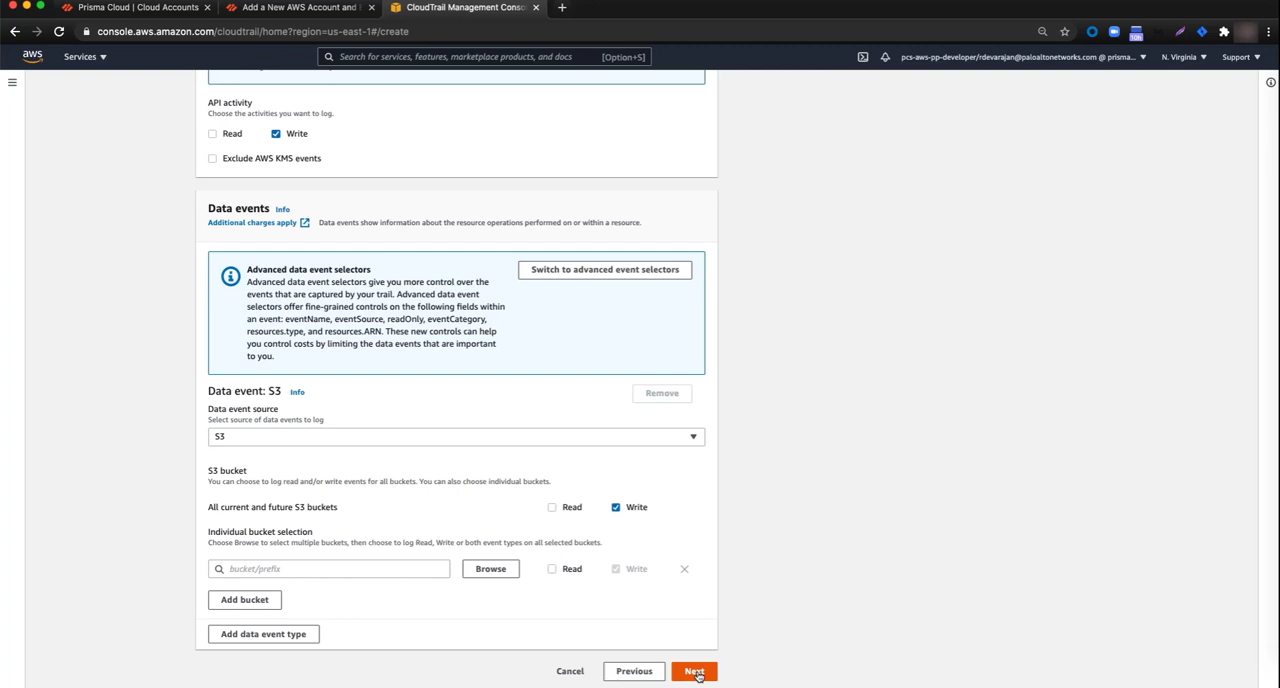 Prisma Cloud | Cloud Accounts
Add a New AWS Account and
CloudTrail Management Conso
console.aws.amazon.com/cloudtrail/home?region=us-east-1#/create
aws
Services
Search for services, features, marketplace products, and docs
[Option+S]
pcs-aws-pp-developer/rdevarajan@paloaltonetworks.com @ prisma...
N. Virginia
Support
API activity
Choose the activities you want to log.
Read
Write
Exclude AWS KMS events
Data events Info
Additional charges apply Data events show information about the resource operations performed on or within a resource.
Advanced data event selectors
Switch to advanced event selectors
Advanced data event selectors give you more control over the
events that are captured by your trail. Advanced data event
selectors offer fine-grained controls on the following fields within
an event: eventName, eventSource, readOnly, eventCategory,
resources.type, and resources.ARN. These new controls can help
you control costs by limiting the data events that are important
to you.
Data event: S3 Info
Remove
Data event source
Select source of data events to log
S3
S3 bucket
You can choose to log read and/or write events for all buckets. You can also choose individual buckets.
All current and future S3 buckets
Read
Write
Individual bucket selection
Choose Browse to select multiple buckets, then choose to log Read, Write or both event types on all selected buckets.
bucket/prefix
Browse
Read
Write
Add bucket
Add data event type
Cancel
Previous
Next